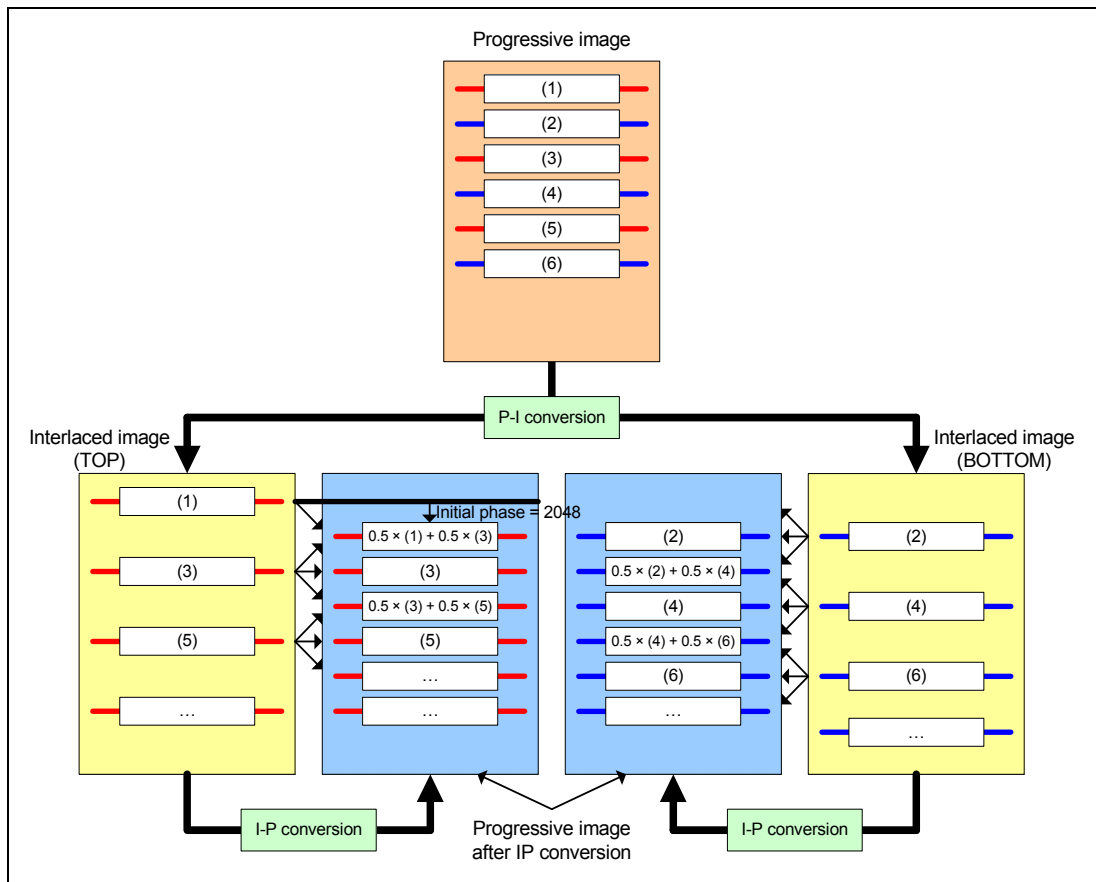 Progressive image
(1)
(2)
(3)
(4)
(5)
(6)
P-I conversion
Interlaced image
(TOP)
Interlaced image
(BOTTOM)
(1)
(3)
(5)
…
Initial phase = 2048
0.5 × (1) + 0.5 × (3)
(3)
0.5 × (3) + 0.5 × (5)
(5)
…
…
(2)
0.5 × (2) + 0.5 × (4)
(4)
0.5 × (4) + 0.5 × (6)
(6)
…
(2)
(4)
(6)
…
I-P conversion
Progressive image
after IP conversion
I-P conversion